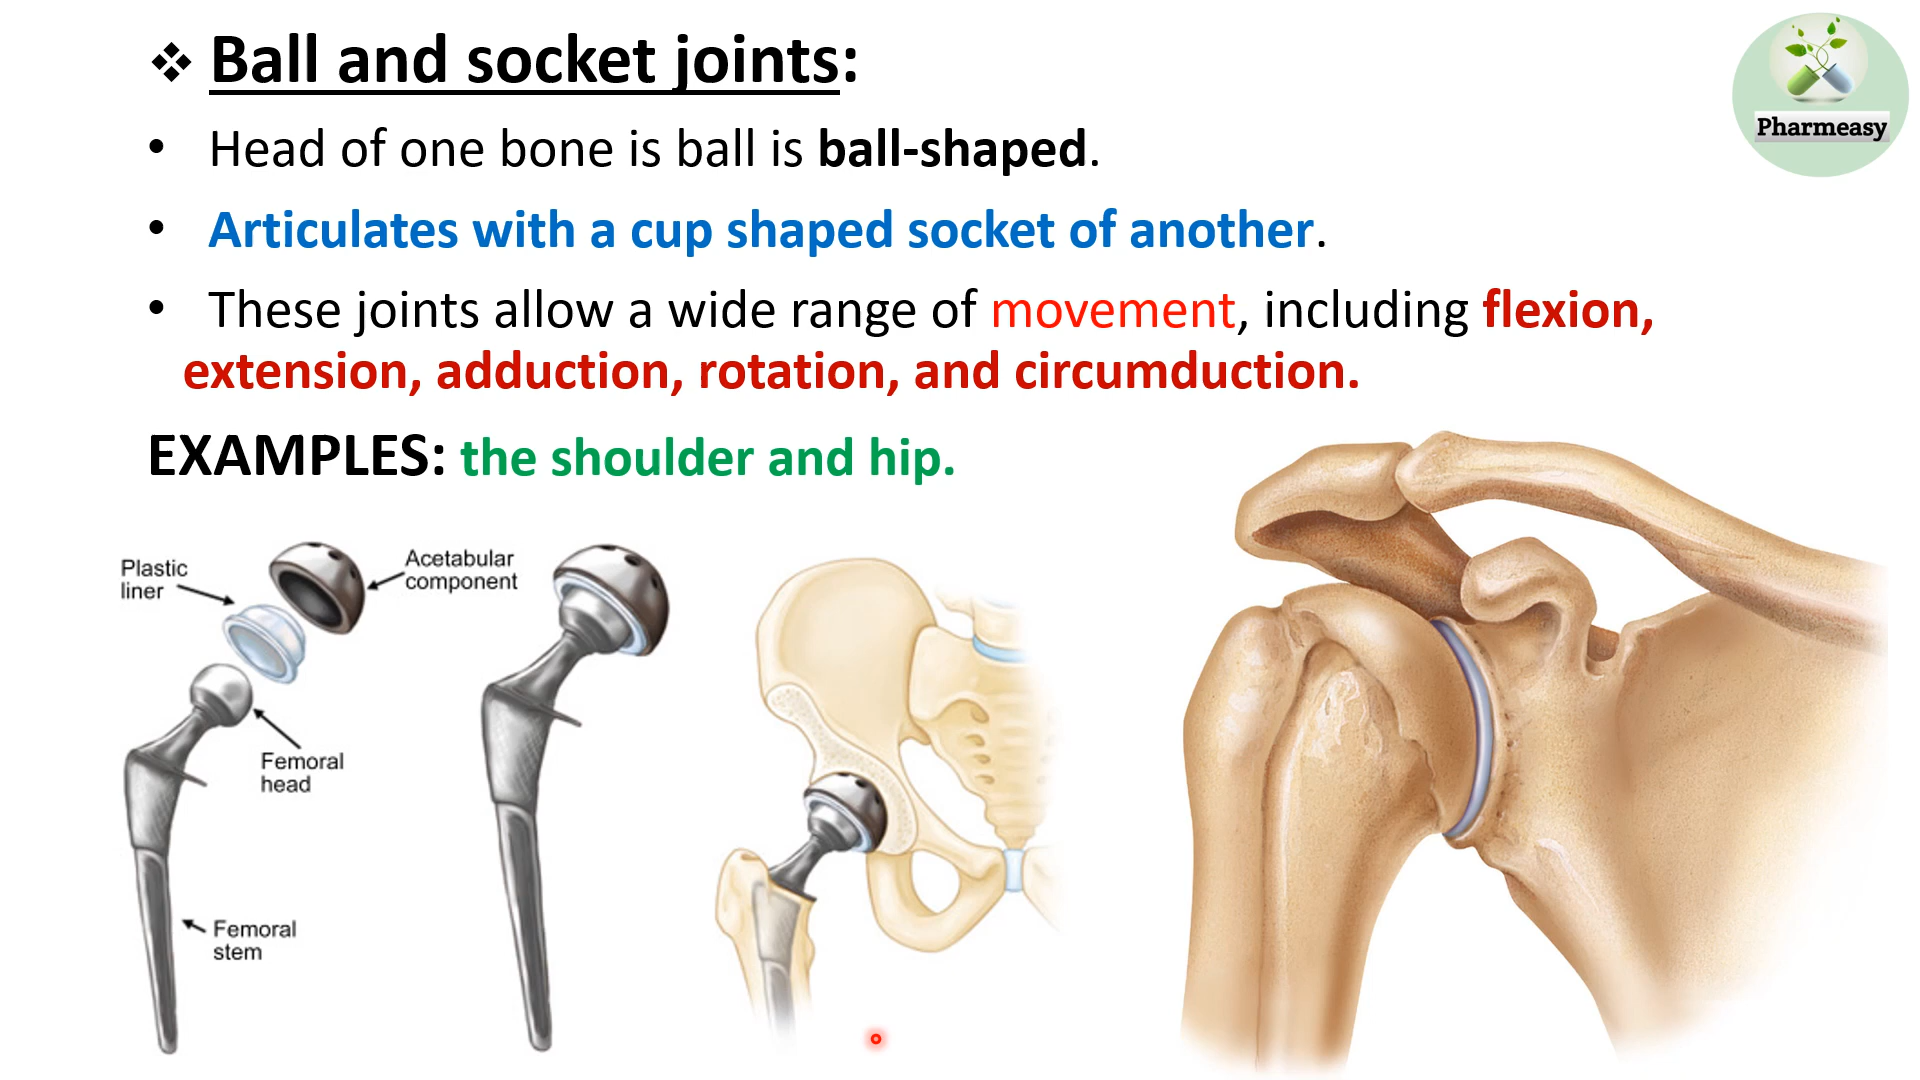 ❖ Ball and socket joints:
• Head of one bone is ball is ball-shaped.
• Articulates with a cup shaped socket of another.
• These joints allow a wide range of movement, including flexion,
extension, adduction, rotation, and circumduction.
EXAMPLES: the shoulder and hip.
Pharmeasy
Plastic
liner
Acetabular
component
Femoral
head
Femoral
stem